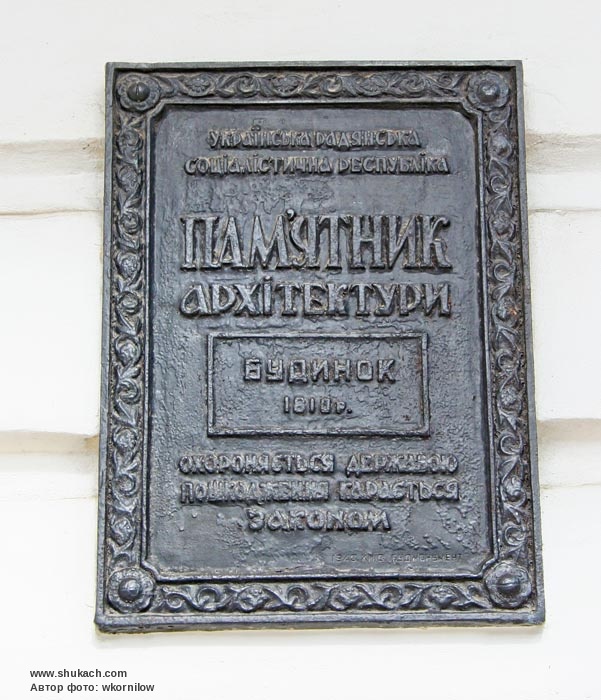 УКРАЇНСЬКА РАДЯНСЬКА
СОЦІАЛІСТИЧНА РЕСПУБЛІКА
ПАМ'ЯТНИК
АРХІТЕКТУРИ
БУДИНОК
1810 р.
ОХОРОНЯЄТЬСЯ ДЕРЖАВОЮ
ПОШКОДЖЕННЯ КАРАЄТЬСЯ
ЗАКОНОМ
www.shukach.com
Автор фото: wkornilow